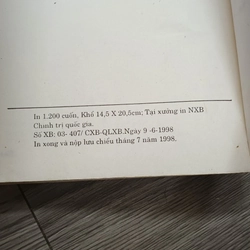 In 1.200 cuốn, Khổ 14,5 X 20,5cm; Tại xưởng in NXB
Chính trị quốc gia.
Số XB: 03- 407/ CXB-QLXB.Ngày 9 -6-1998
In xong và nộp lưu chiểu tháng 7 năm 1998.